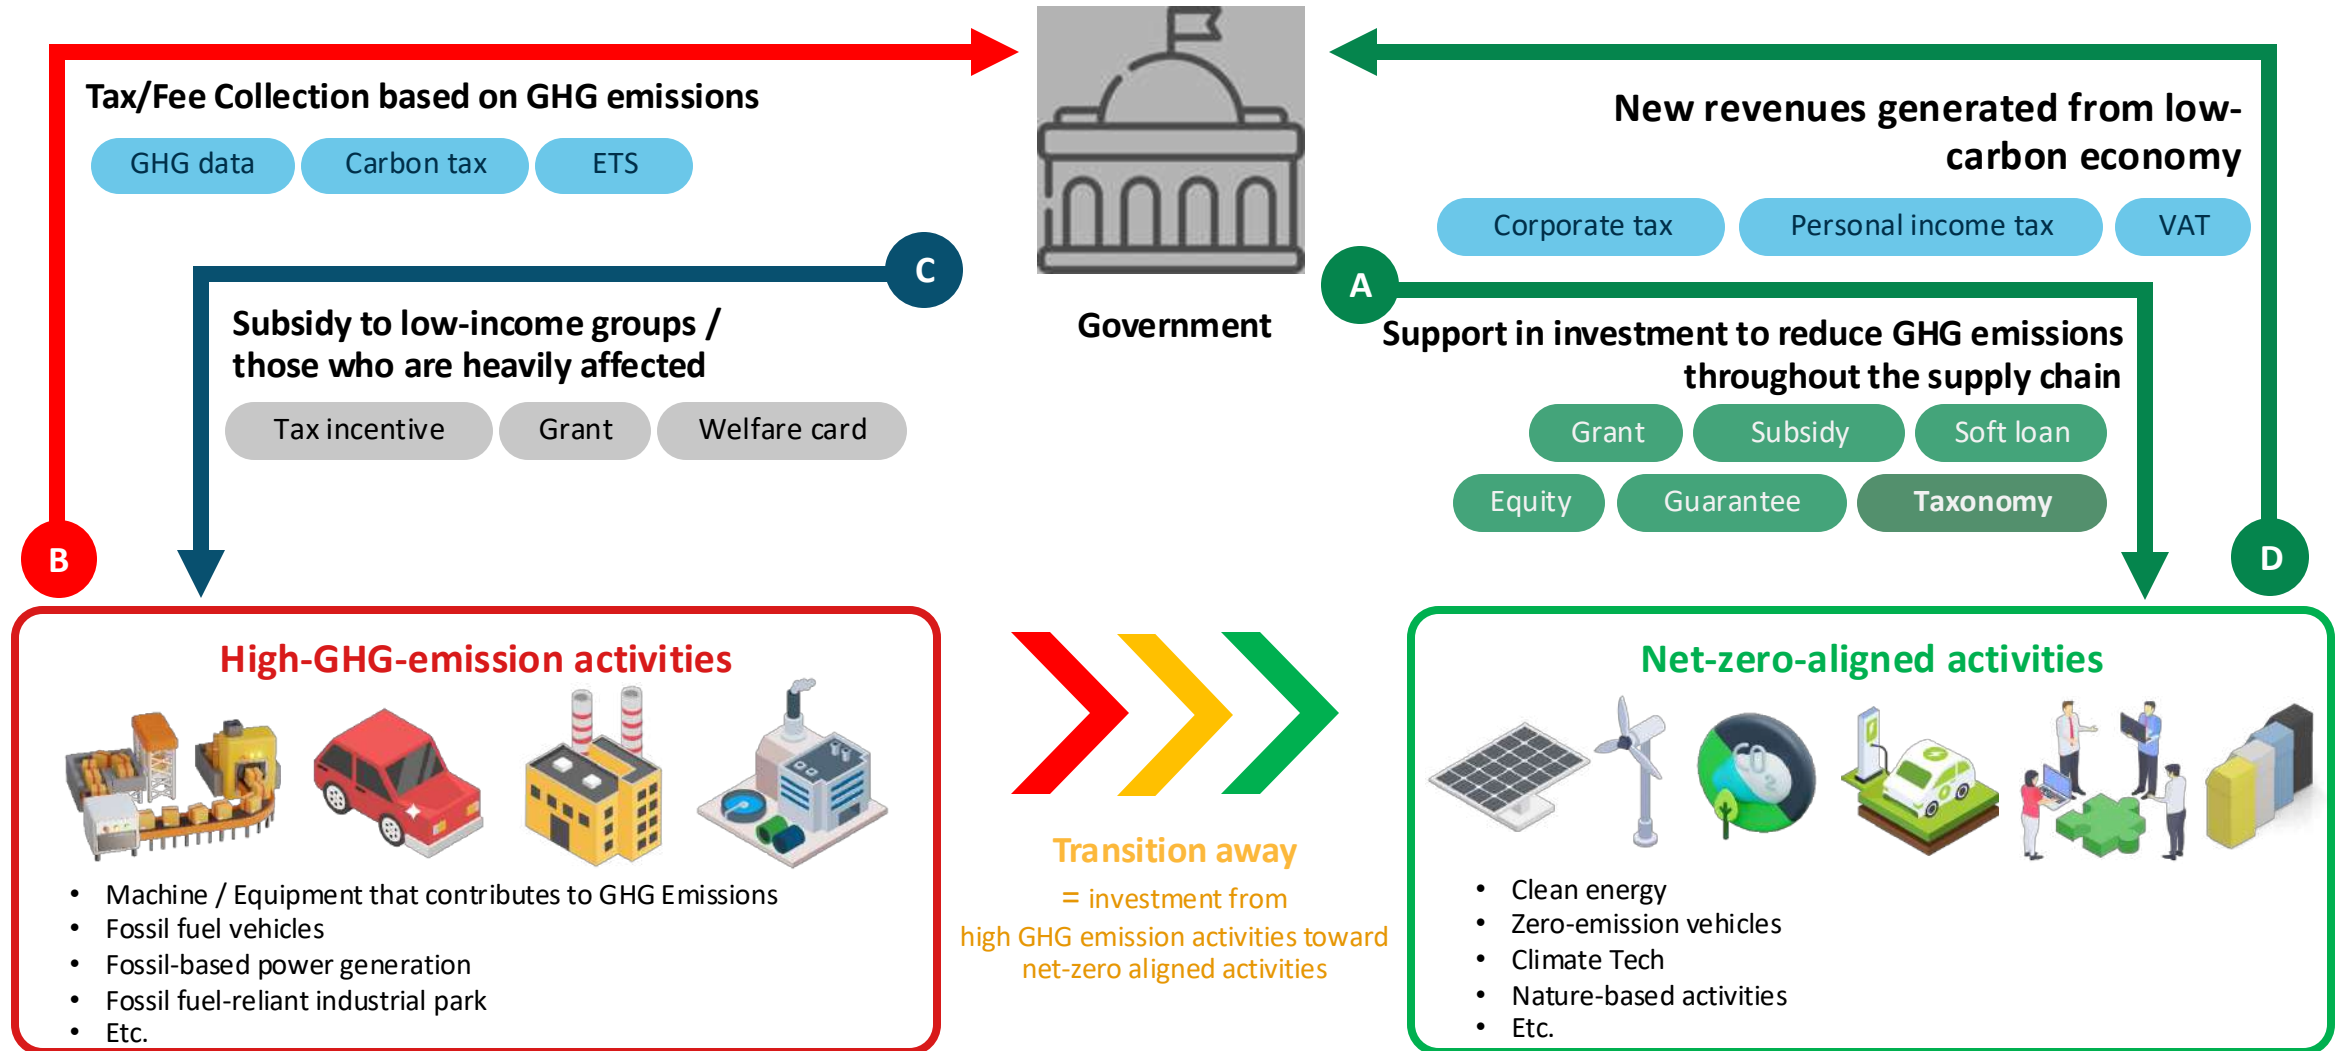 Tax/Fee Collection based on GHG emissions
GHG data
Carbon tax
ETS
C
Subsidy to low-income groups /
those who are heavily affected
Tax incentive
Grant
Welfare card
B
Government
New revenues generated from low-
carbon economy
Corporate tax
Personal income tax
VAT
A
Support in investment to reduce GHG emissions
throughout the supply chain
Grant
Subsidy
Soft loan
Equity
Guarantee
Taxonomy
D
High-GHG-emission activities
• Machine / Equipment that contributes to GHG Emissions
• Fossil fuel vehicles
• Fossil-based power generation
• Fossil fuel-reliant industrial park
• Etc.
Transition away
= investment from
high GHG emission activities toward
net-zero aligned activities
Net-zero-aligned activities
CO2
• Clean energy
• Zero-emission vehicles
• Climate Tech
• Nature-based activities
• Etc.